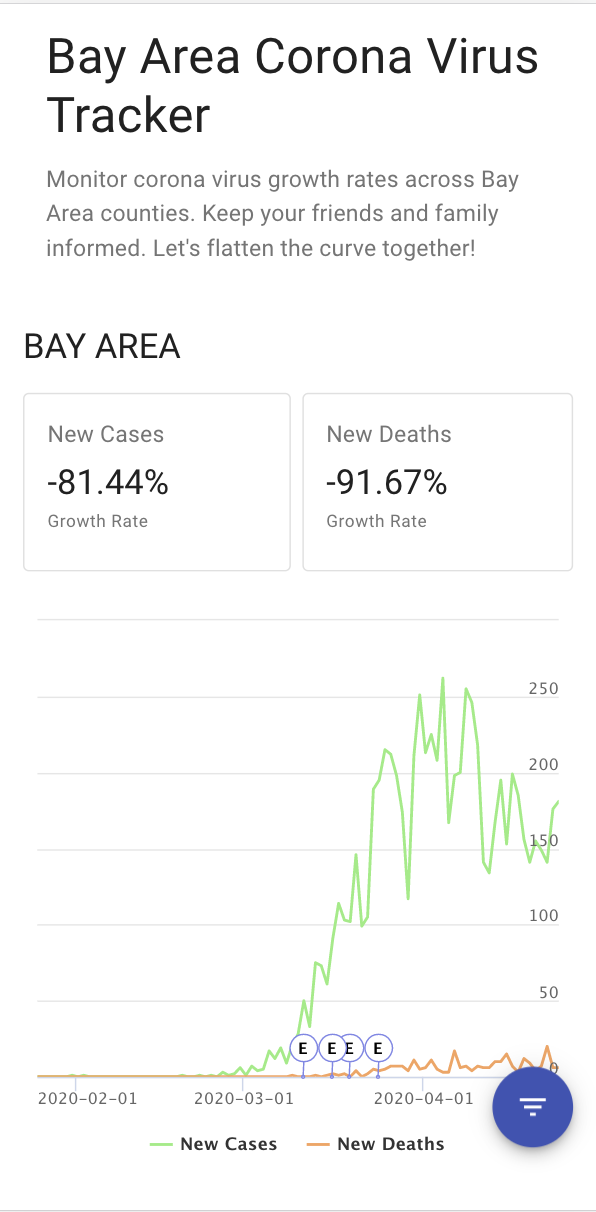 Bay Area Corona Virus
Tracker
Monitor corona virus growth rates across Bay
Area counties. Keep your friends and family
informed. Let's flatten the curve together!
BAY AREA
New Cases
-81.44%
Growth Rate
New Deaths
-91.67%
Growth Rate
250
200
150
100
50
0
E
E
E
E
2020-02-01
2020-03-01
2020-04-01
New Cases
New Deaths